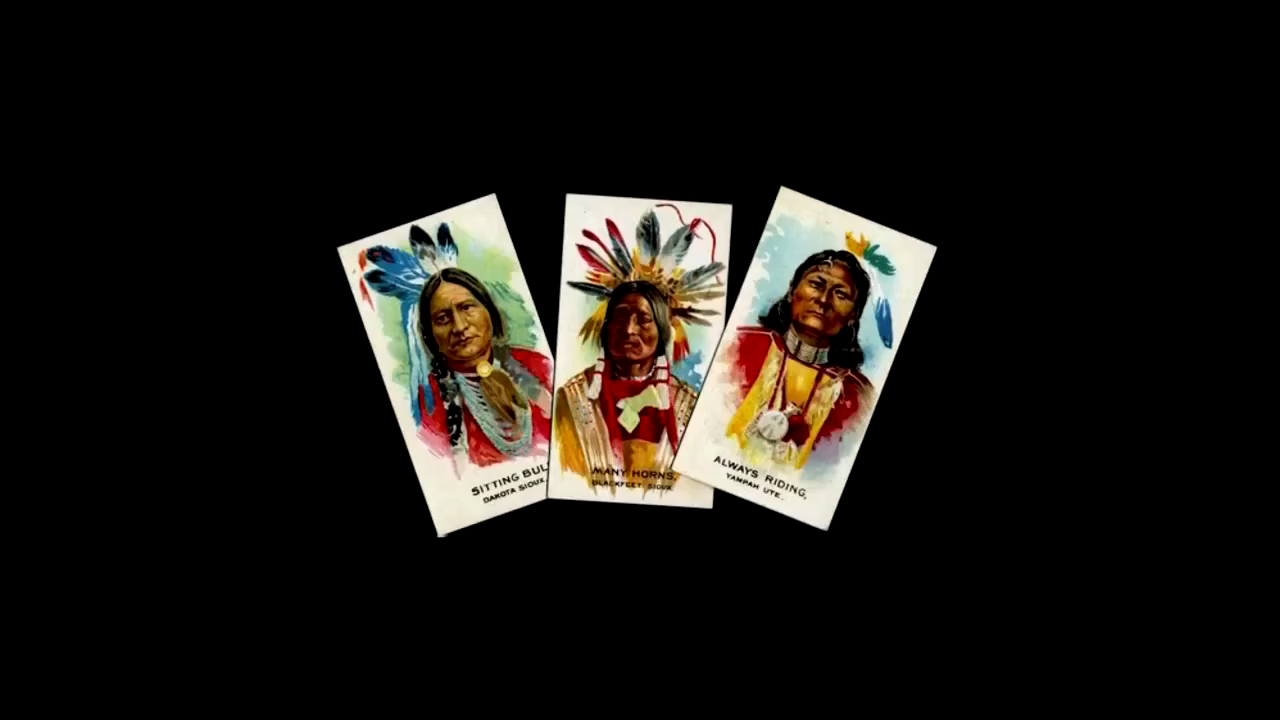 SITTING BUL
DAKOTA SIOUX.
MANY HORNS,
BLACKFEET SIOUX
ALWAYS RIDING,
YAMPAH UTE.